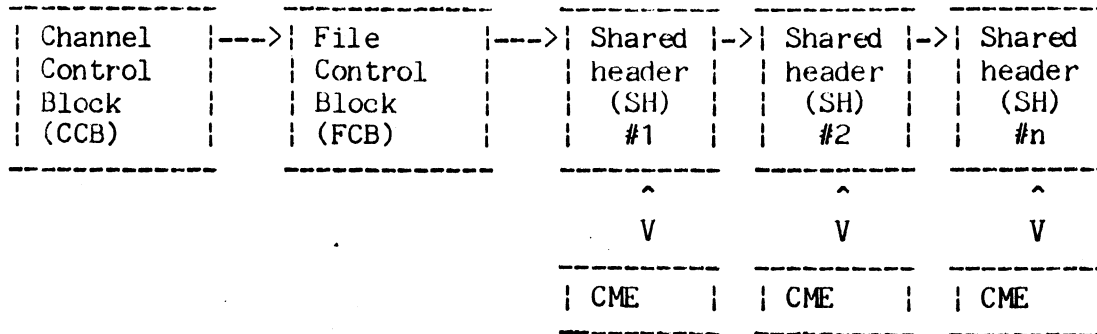 | Channel |--->| File |--->| Shared |->| Shared |->| Shared
| Control | | Control | | header | | header | | header
| Block | | Block | | (SH) | | (SH) | | (SH)
| (CCB) | | (FCB) | | #1 | | #2 | | #n
^ ^ ^
V V V
| CME | | CME | | CME